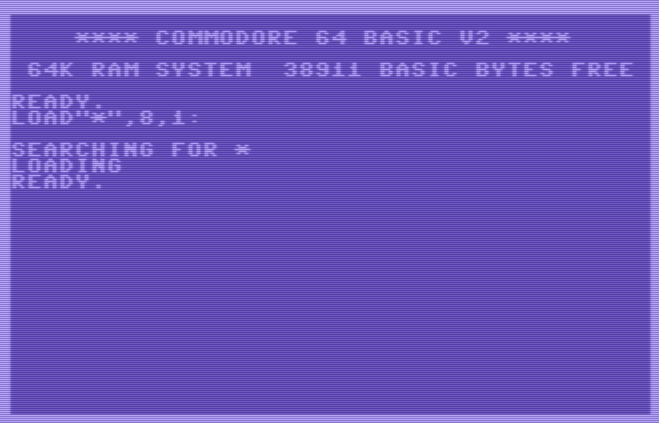 **** COMMODORE 64 BASIC V2 ****
64K RAM SYSTEM  38911 BASIC BYTES FREE
READY.
LOAD"*",8,1:
SEARCHING FOR *
LOADING
READY.